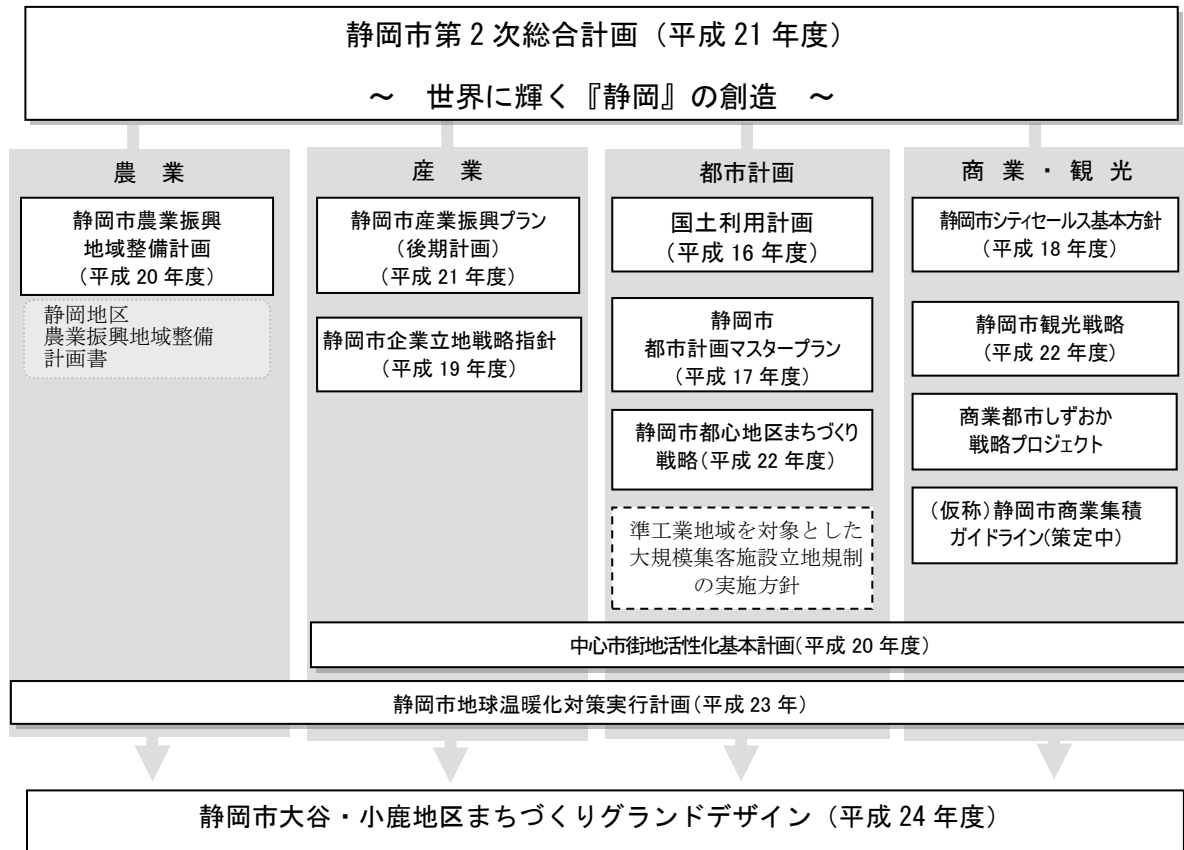 静岡市第2次総合計画（平成21年度）
～ 世界に輝く『静岡』の創造 ～
農業
静岡市農業振興
地域整備計画
（平成20年度）
静岡地区
農業振興地域整備
計画書
産業
静岡市産業振興プラン
（後期計画）
（平成21年度）
静岡市企業立地戦略指針
（平成19年度）
都市計画
国土利用計画
（平成16年度）
静岡市
都市計画マスタープラン
（平成17年度）
静岡市都心地区まちづくり
戦略（平成22年度）
準工業地域を対象とした
大規模集客施設立地規制
の実施方針
商業・観光
静岡市シティセールス基本方針
（平成18年度）
静岡市観光戦略
（平成22年度）
商業都市しずおか
戦略プロジェクト
（仮称）静岡市商業集積
ガイドライン（策定中）
中心市街地活性化基本計画（平成20年度）
静岡市地球温暖化対策実行計画（平成23年）
静岡市大谷・小鹿地区まちづくりグランドデザイン（平成24年度）